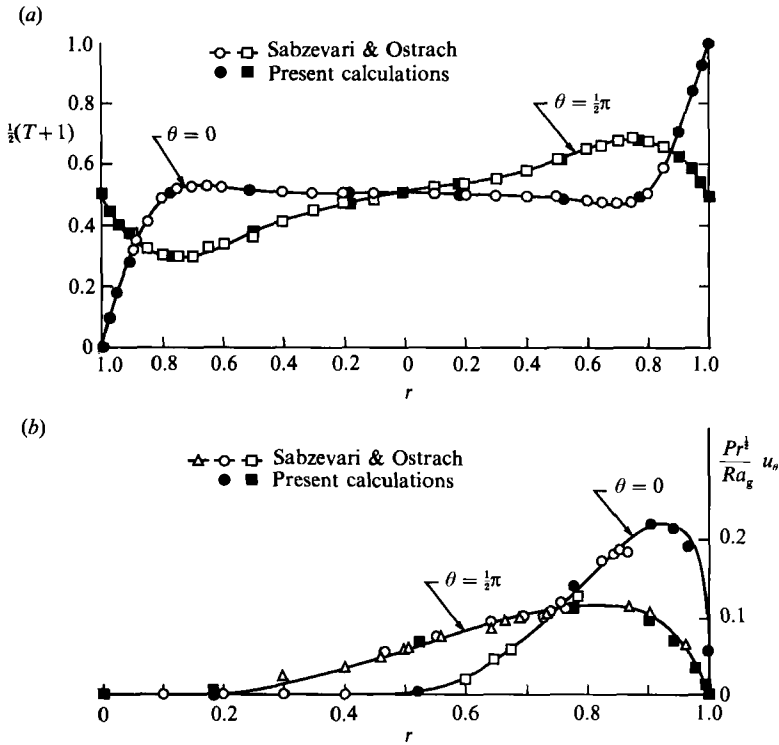 (a)
Sabzevari & Ostrach
Present calculations
1.0
0.8
½(T+1)
0.6
0.4
0.2
0
θ = 0
θ = ½π
1.0 0.8 0.6 0.4 0.2 0 0.2 0.4 0.6 0.8 1.0
r
(b)
Sabzevari & Ostrach
Present calculations
Pr^½/Ra_g u_θ
θ = 0
θ = ½π
0.2
0.1
0
0 0.2 0.4 0.6 0.8 1.0
r